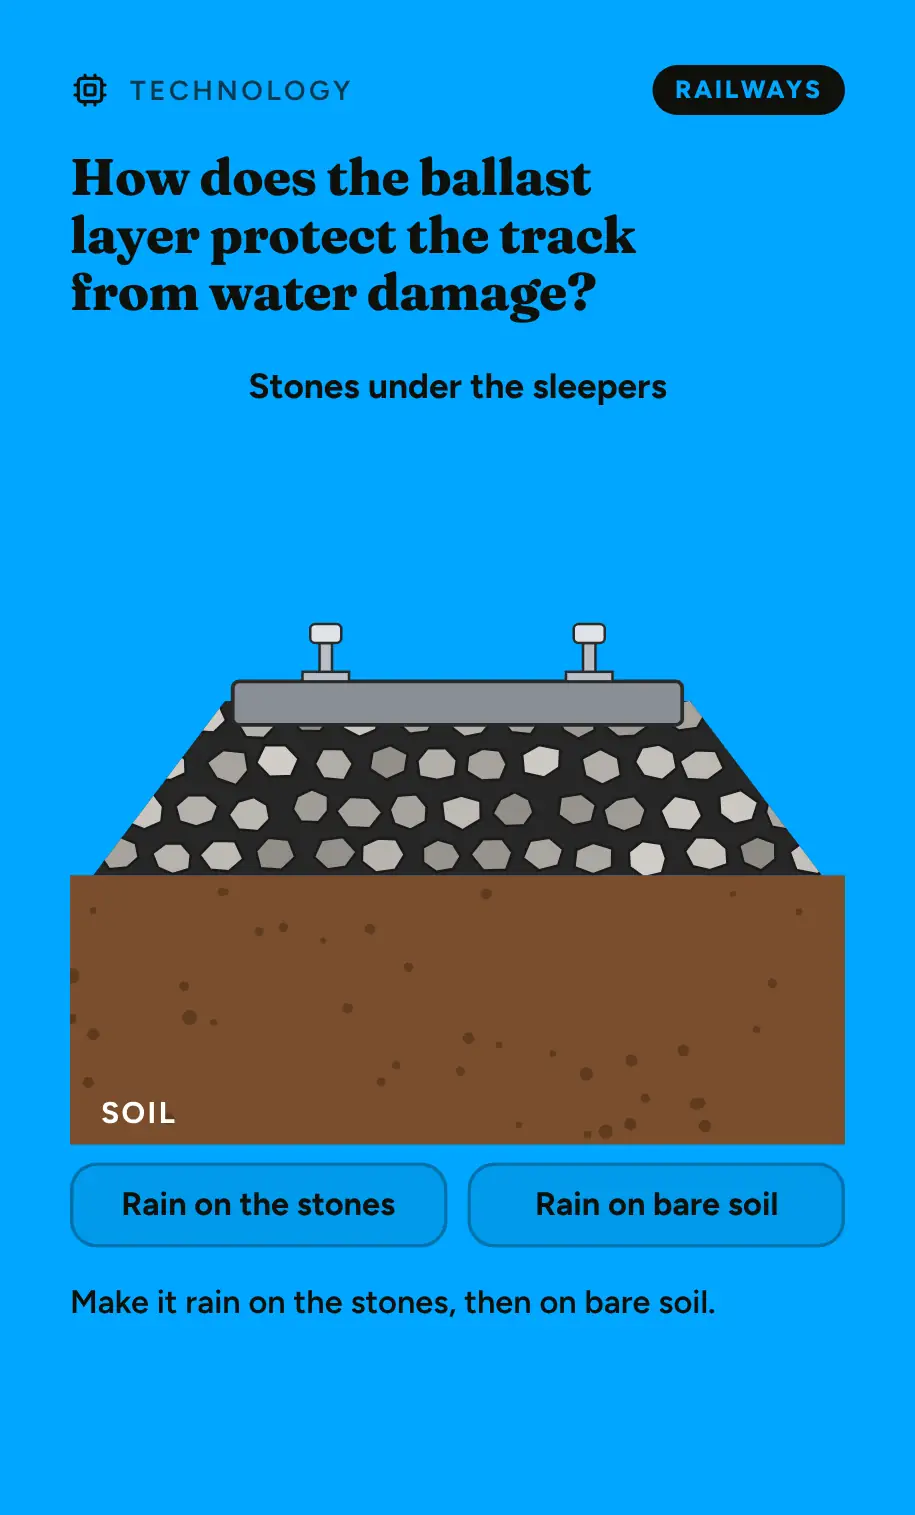 TECHNOLOGY
RAILWAYS
How does the ballast
layer protect the track
from water damage?
Stones under the sleepers
SOIL
Rain on the stones
Rain on bare soil
Make it rain on the stones, then on bare soil.